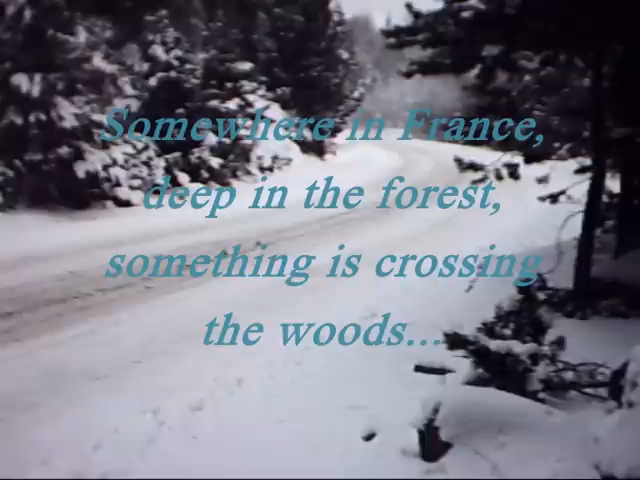 Somewhere in France,
deep in the forest,
something is crossing
the woods...